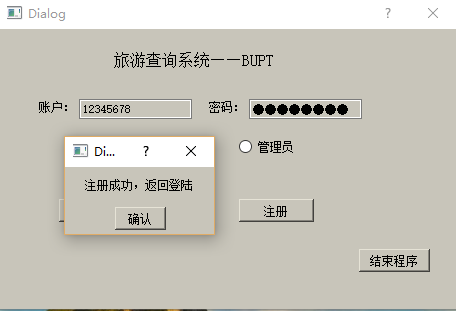 Dialog
旅游查询系统——BUPT
账户: 12345678 密码: ●●●●●●●●
管理员
Di...
注册成功，返回登陆
确认
注册
结束程序